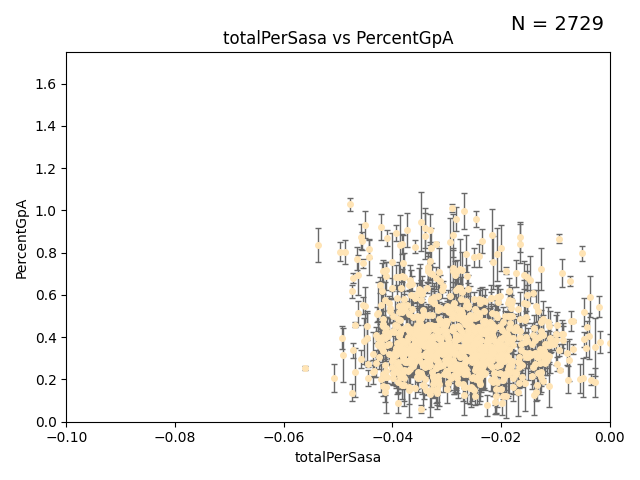 N = 2729
totalPerSasa vs PercentGpA
PercentGpA
1.6
1.4
1.2
1.0
0.8
0.6
0.4
0.2
0.0
−0.10 −0.08 −0.06 −0.04 −0.02 0.00
totalPerSasa